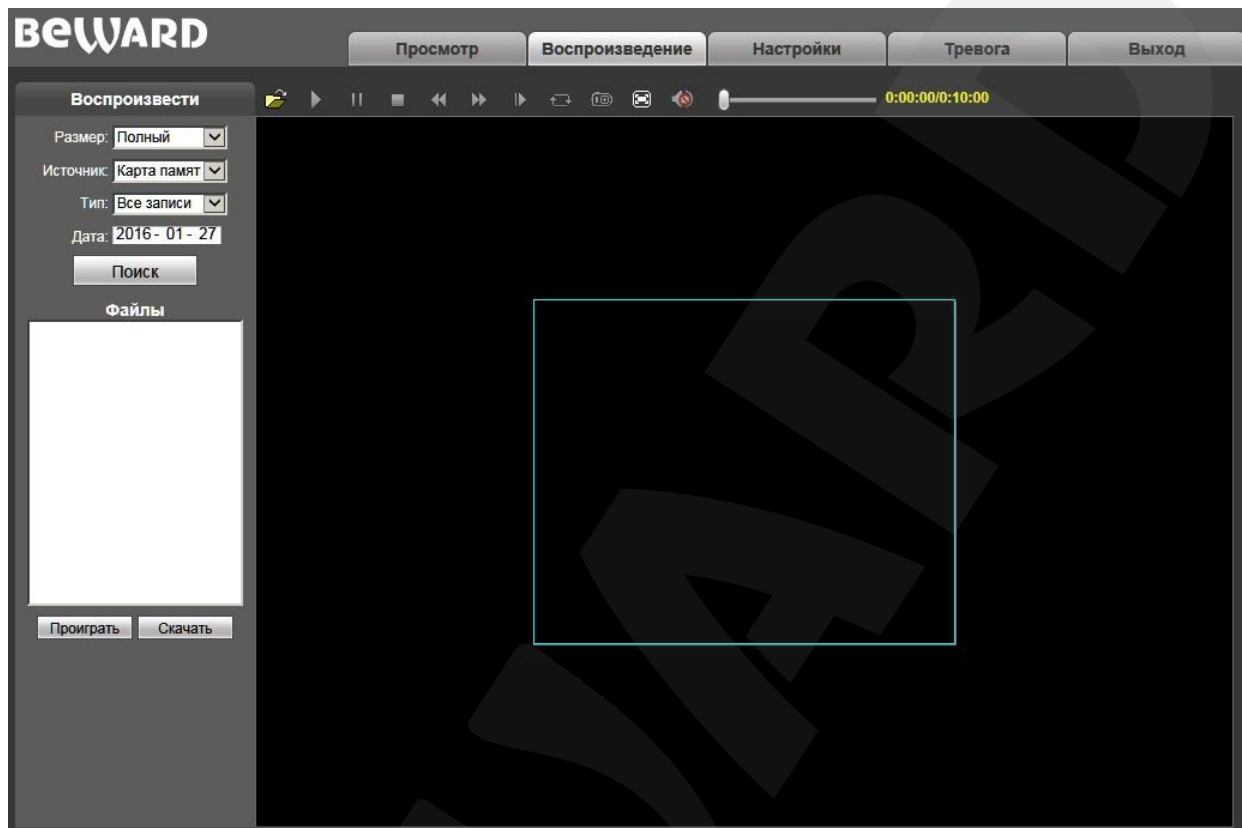 BEWARD
Просмотр
Воспроизведение
Настройки
Тревога
Выход
Воспроизвести
0:00:00/0:10:00
Размер: Полный
Источник: Карта памят
Тип: Все записи
Дата: 2016 - 01 - 27
Поиск
Файлы
Проиграть
Скачать
BEWARD